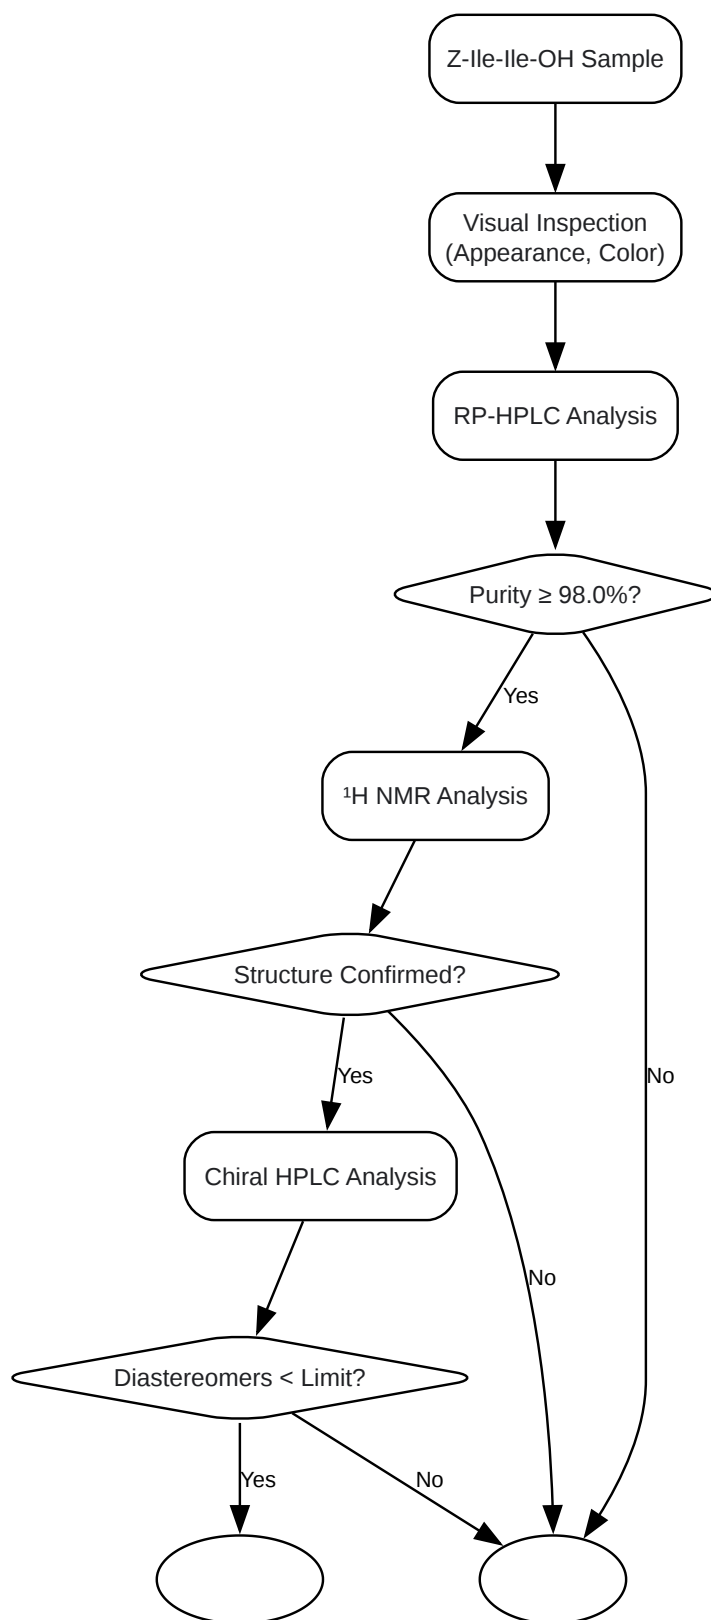 Z-Ile-Ile-OH Sample
Visual Inspection
(Appearance, Color)
RP-HPLC Analysis
Purity ≥ 98.0%?
Yes
¹H NMR Analysis
Structure Confirmed?
Yes
No
Chiral HPLC Analysis
No
Diastereomers < Limit?
Yes
No